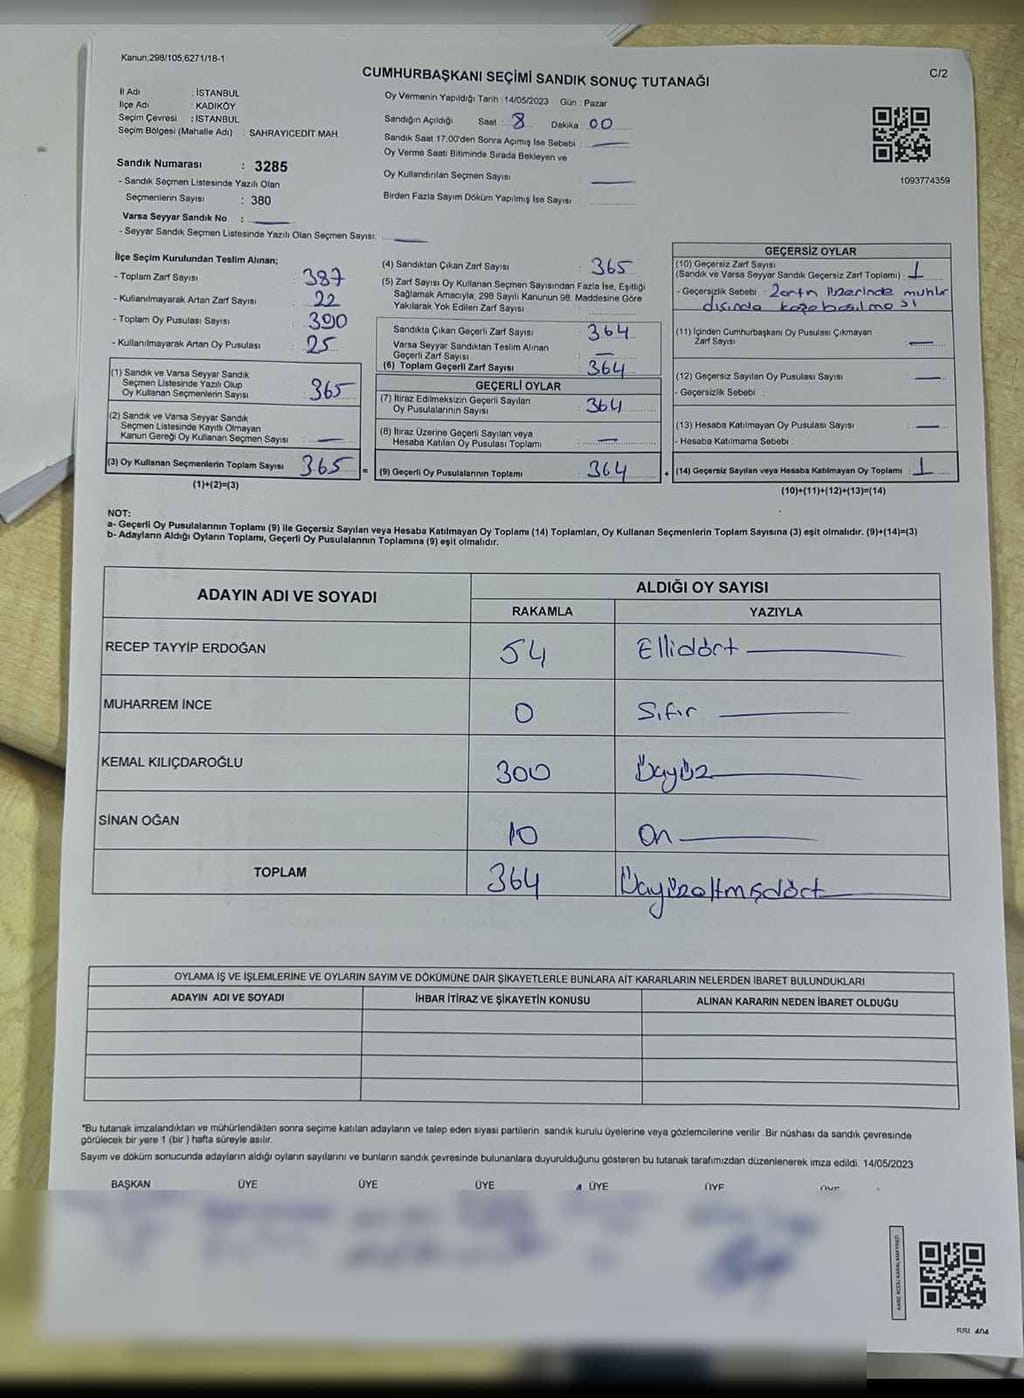 Kanun,298/105,6271/18-1
CUMHURBAŞKANI SEÇİMİ SANDIK SONUÇ TUTANAĞI
C/2
İl Adı : İSTANBUL
İlçe Adı : KADIKÖY
Seçim Çevresi : İSTANBUL
Seçim Bölgesi (Mahalle Adı) : SAHRAYICEDİT MAH
Sandık Numarası : 3285
- Sandık Seçmen Listesinde Yazılı Olan
Seçmenlerin Sayısı : 380
Varsa Seyyar Sandık No :
- Seyyar Sandık Seçmen Listesinde Yazılı Olan Seçmen Sayısı:
Oy Vermenin Yapıldığı Tarih : 14/05/2023 Gün : Pazar
Sandığın Açıldığı Saat : 8 Dakika : 00
Sandık Saat 17:00'den Sonra Açımış İse Sebebi :
Oy Verme Saati Bitiminde Sırada Bekleyen ve
Oy Kullandırılan Seçmen Sayısı
Birden Fazla Sayım Döküm Yapılmış İse Sayısı
1093774359
İlçe Seçim Kurulundan Teslim Alınan;
- Toplam Zarf Sayısı : 387
- Kullanılmayarak Artan Zarf Sayısı : 22
- Toplam Oy Pusulası Sayısı : 390
- Kullanılmayarak Artan Oy Pusulası : 25
(1) Sandık ve Varsa Seyyar Sandık
Seçmen Listesinde Yazılı Olup
Oy Kullanan Seçmenlerin Sayısı : 365
(2) Sandık ve Varsa Seyyar Sandık
Seçmen Listesinde Kayıtlı Olmayan
Kanun Gereği Oy Kullanan Seçmen Sayısı :
(3) Oy Kullanan Seçmenlerin Toplam Sayısı : 365 =
(1)+(2)=(3)
(4) Sandıktan Çıkan Zarf Sayısı : 365
(5) Zarf Sayısı Oy Kullanan Seçmen Sayısından Fazla İse, Eşitliği
Sağlamak Amacıyla; 298 Sayılı Kanunun 98. Maddesine Göre
Yakılarak Yok Edilen Zarf Sayısı :
Sandıkta Çıkan Geçerli Zarf Sayısı : 364
Varsa Seyyar Sandıktan Teslim Alınan
Geçerli Zarf Sayısı :
(6) Toplam Geçerli Zarf Sayısı : 364
GEÇERLİ OYLAR
(7) İtiraz Edilmeksizin Geçerli Sayılan
Oy Pusulalarının Sayısı : 364
(8) İtiraz Üzerine Geçerli Sayılan veya
Hesaba Katılan Oy Pusulası Toplamı :
(9) Geçerli Oy Pusulalarının Toplamı : 364 +
GEÇERSİZ OYLAR
(10) Geçersiz Zarf Sayısı
(Sandık ve Varsa Seyyar Sandık Geçersiz Zarf Toplamı) : 1
- Geçersizlik Sebebi : Zarfın üzerinde mühür
dışında kaşe basılması
(11) İçinden Cumhurbaşkanı Oy Pusulası Çıkmayan
Zarf Sayısı :
(12) Geçersiz Sayılan Oy Pusulası Sayısı :
- Geçersizlik Sebebi :
(13) Hesaba Katılmayan Oy Pusulası Sayısı :
- Hesaba Katılmama Sebebi :
(14) Geçersiz Sayılan veya Hesaba Katılmayan Oy Toplamı : 1
(10)+(11)+(12)+(13)=(14)
NOT:
a- Geçerli Oy Pusulalarının Toplamı (9) ile Geçersiz Sayılan veya Hesaba Katılmayan Oy Toplamı (14) Toplamları, Oy Kullanan Seçmenlerin Toplam Sayısına (3) eşit olmalıdır. (9)+(14)=(3)
b- Adayların Aldığı Oyların Toplamı, Geçerli Oy Pusulalarının Toplamına (9) eşit olmalıdır.
ADAYIN ADI VE SOYADI
ALDIĞI OY SAYISI
RAKAMLA YAZIYLA
RECEP TAYYİP ERDOĞAN 54 Ellidört
MUHARREM İNCE 0 Sıfır
KEMAL KILIÇDAROĞLU 300 Üçyüz
SİNAN OĞAN 10 On
TOPLAM 364 Üçyüzaltmışdört
OYLAMA İŞ VE İŞLEMLERİNE VE OYLARIN SAYIM VE DÖKÜMÜNE DAİR ŞİKAYETLERLE BUNLARA AİT KARARLARIN NELERDEN İBARET BULUNDUKLARI
ADAYIN ADI VE SOYADI İHBAR İTİRAZ VE ŞİKAYETİN KONUSU ALINAN KARARIN NEDEN İBARET OLDUĞU
*Bu tutanak imzalandıktan ve mühürlendikten sonra seçime katılan adayların ve talep eden siyasi partilerin sandık kurulu üyelerine veya gözlemcilerine verilir .Bir nüshası da sandık çevresinde
görülecek bir yere 1 (bir ) hafta süreyle asılır.
Sayım ve döküm sonucunda adayların aldığı oyların sayılarını ve bunların sandık çevresinde bulunanlara duyurulduğunu gösteren bu tutanak tarafımızdan düzenlenerek imza edildi. 14/05/2023
BAŞKAN ÜYE ÜYE ÜYE ÜYE ÜYE
KARE KODU KARALAMAYINIZ!